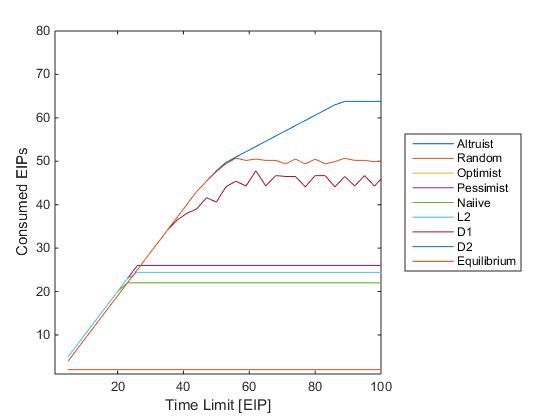 80
70
60
50
40
30
20
10
Consumed EIPs
20 40 60 80 100
Time Limit [EIP]
Altruist
Random
Optimist
Pessimist
Naiive
L2
D1
D2
Equilibrium